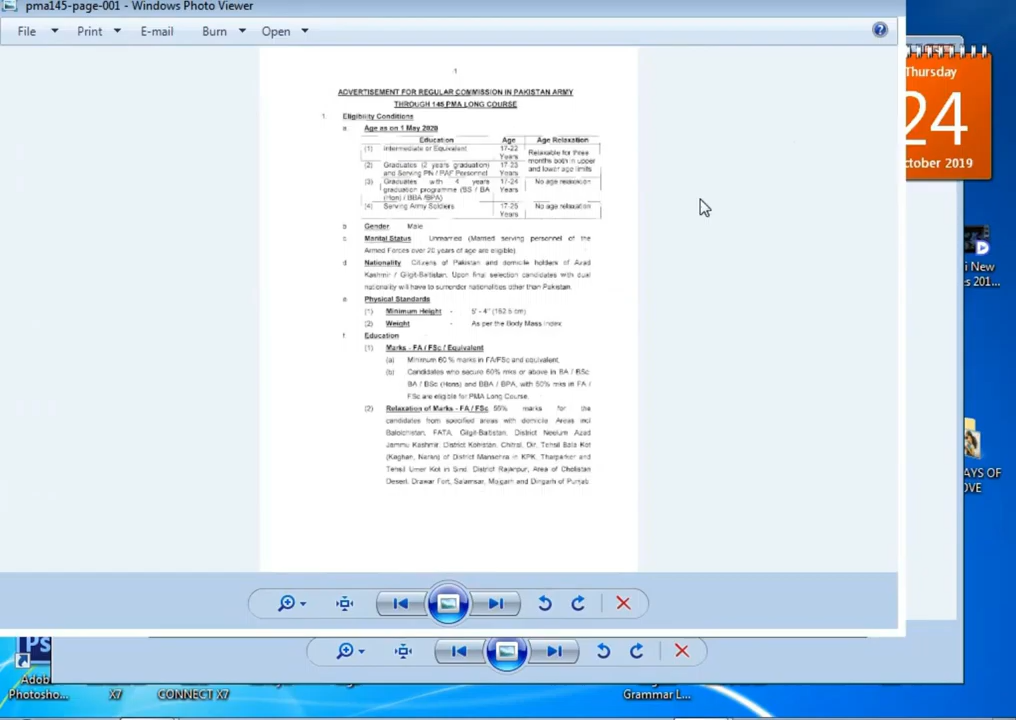 pma145-page-001 - Windows Photo Viewer
File Print E-mail Burn Open
1
ADVERTISEMENT FOR REGULAR COMMISSION IN PAKISTAN ARMY
THROUGH 145 PMA LONG COURSE
1. Eligibility Conditions
a Age as on 1 May 2020
Education Age Age Relaxation
(1) Intermediate or Equivalent 17-22 Years Relaxable for three months both in upper and lower age limits
(2) Graduates (2 years graduation) and Serving PN / PAF Personnel 17-23 Years
(3) Graduates with 4 years graduation programme (BS / BA (Hon) / BBA /BPA) 17-24 Years No age relaxation
(4) Serving Army Soldiers 17-25 Years No age relaxation
b Gender Male
c Marital Status Unmarried (Married serving personnel of the
Armed Forces over 20 years of age are eligible)
d Nationality Citizens of Pakistan and domicile holders of Azad
Kashmir / Gilgit-Baltistan. Upon final selection candidates with dual
nationality will have to surrender nationalities other than Pakistan.
e Physical Standards
(1) Minimum Height - 5' - 4" (162.5 cm)
(2) Weight - As per the Body Mass Index
f Education
(1) Marks - FA / FSc / Equivalent
(a) Minimum 60 % marks in FA/FSc and equivalent.
(b) Candidates who secure 60% mks or above in BA / BSc
BA / BSc (Hons) and BBA / BPA, with 50% mks in FA /
FSc are eligible for PMA Long Course.
(2) Relaxation of Marks - FA / FSc 55% marks for the
candidates from specified areas with domicile Areas incl
Balochistan, FATA, Gilgit-Baltistan, District Neelum Azad
Jammu Kashmir, District Kohistan, Chitral, Dir, Tehsil Bala Kot
(Kaghan, Naran) of District Mansehra in KPK, Tharparker and
Tehsil Umer Kot in Sind, District Rajanpur, Area of Cholistan
Desert, Drawar Fort, Salamsar, Mojgarh and Dingarh of Punjab
Thursday
24
ctober 2019
i New
s 201...
AYS OF
OVE
Ps
Adob
Photosho...
X7
CONNECT X7
Grammar L...